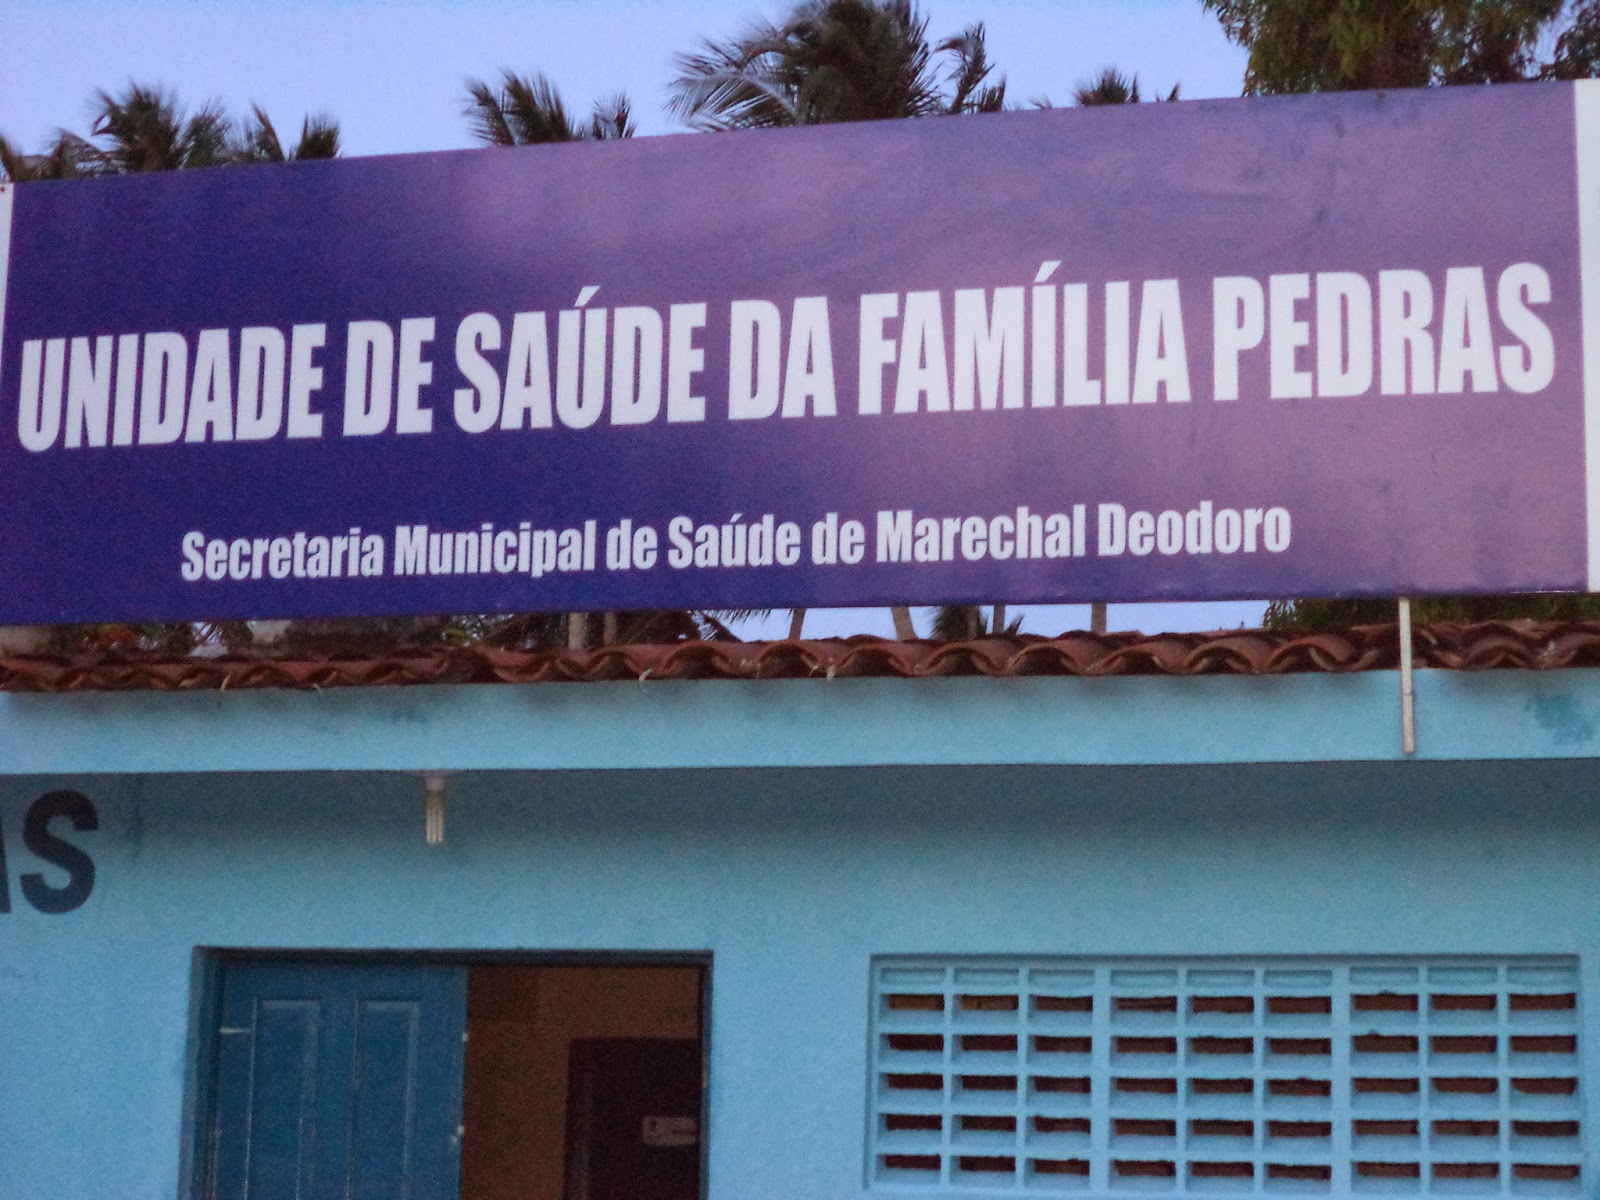 UNIDADE DE SAÚDE DA FAMÍLIA PEDRAS
Secretaria Municipal de Saúde de Marechal Deodoro
AS